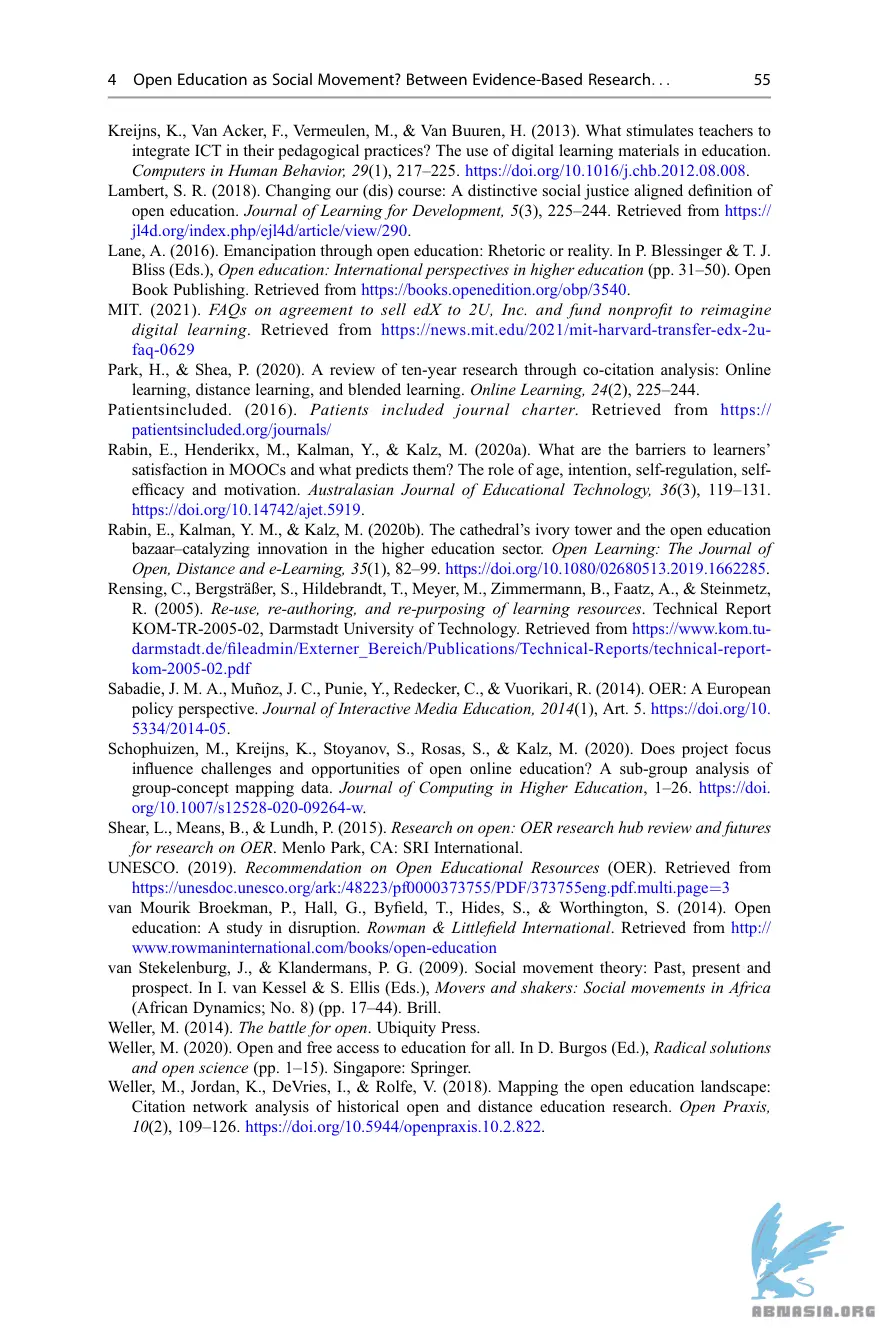 4 Open Education as Social Movement? Between Evidence-Based Research. . . 55
Kreijns, K., Van Acker, F., Vermeulen, M., & Van Buuren, H. (2013). What stimulates teachers to
integrate ICT in their pedagogical practices? The use of digital learning materials in education.
Computers in Human Behavior, 29(1), 217–225. https://doi.org/10.1016/j.chb.2012.08.008.
Lambert, S. R. (2018). Changing our (dis) course: A distinctive social justice aligned definition of
open education. Journal of Learning for Development, 5(3), 225–244. Retrieved from https://
jl4d.org/index.php/ejl4d/article/view/290.
Lane, A. (2016). Emancipation through open education: Rhetoric or reality. In P. Blessinger & T. J.
Bliss (Eds.), Open education: International perspectives in higher education (pp. 31–50). Open
Book Publishing. Retrieved from https://books.openedition.org/obp/3540.
MIT. (2021). FAQs on agreement to sell edX to 2U, Inc. and fund nonprofit to reimagine
digital learning. Retrieved from https://news.mit.edu/2021/mit-harvard-transfer-edx-2u-
faq-0629
Park, H., & Shea, P. (2020). A review of ten-year research through co-citation analysis: Online
learning, distance learning, and blended learning. Online Learning, 24(2), 225–244.
Patientsincluded. (2016). Patients included journal charter. Retrieved from https://
patientsincluded.org/journals/
Rabin, E., Henderikx, M., Kalman, Y., & Kalz, M. (2020a). What are the barriers to learners’
satisfaction in MOOCs and what predicts them? The role of age, intention, self-regulation, self-
efficacy and motivation. Australasian Journal of Educational Technology, 36(3), 119–131.
https://doi.org/10.14742/ajet.5919.
Rabin, E., Kalman, Y. M., & Kalz, M. (2020b). The cathedral’s ivory tower and the open education
bazaar–catalyzing innovation in the higher education sector. Open Learning: The Journal of
Open, Distance and e-Learning, 35(1), 82–99. https://doi.org/10.1080/02680513.2019.1662285.
Rensing, C., Bergsträßer, S., Hildebrandt, T., Meyer, M., Zimmermann, B., Faatz, A., & Steinmetz,
R. (2005). Re-use, re-authoring, and re-purposing of learning resources. Technical Report
KOM-TR-2005-02, Darmstadt University of Technology. Retrieved from https://www.kom.tu-
darmstadt.de/fileadmin/Externer_Bereich/Publications/Technical-Reports/technical-report-
kom-2005-02.pdf
Sabadie, J. M. A., Muñoz, J. C., Punie, Y., Redecker, C., & Vuorikari, R. (2014). OER: A European
policy perspective. Journal of Interactive Media Education, 2014(1), Art. 5. https://doi.org/10.
5334/2014-05.
Schophuizen, M., Kreijns, K., Stoyanov, S., Rosas, S., & Kalz, M. (2020). Does project focus
influence challenges and opportunities of open online education? A sub-group analysis of
group-concept mapping data. Journal of Computing in Higher Education, 1–26. https://doi.
org/10.1007/s12528-020-09264-w.
Shear, L., Means, B., & Lundh, P. (2015). Research on open: OER research hub review and futures
for research on OER. Menlo Park, CA: SRI International.
UNESCO. (2019). Recommendation on Open Educational Resources (OER). Retrieved from
https://unesdoc.unesco.org/ark:/48223/pf0000373755/PDF/373755eng.pdf.multi.page=3
van Mourik Broekman, P., Hall, G., Byfield, T., Hides, S., & Worthington, S. (2014). Open
education: A study in disruption. Rowman & Littlefield International. Retrieved from http://
www.rowmaninternational.com/books/open-education
van Stekelenburg, J., & Klandermans, P. G. (2009). Social movement theory: Past, present and
prospect. In I. van Kessel & S. Ellis (Eds.), Movers and shakers: Social movements in Africa
(African Dynamics; No. 8) (pp. 17–44). Brill.
Weller, M. (2014). The battle for open. Ubiquity Press.
Weller, M. (2020). Open and free access to education for all. In D. Burgos (Ed.), Radical solutions
and open science (pp. 1–15). Singapore: Springer.
Weller, M., Jordan, K., DeVries, I., & Rolfe, V. (2018). Mapping the open education landscape:
Citation network analysis of historical open and distance education research. Open Praxis,
10(2), 109–126. https://doi.org/10.5944/openpraxis.10.2.822.
ABNASIA.ORG